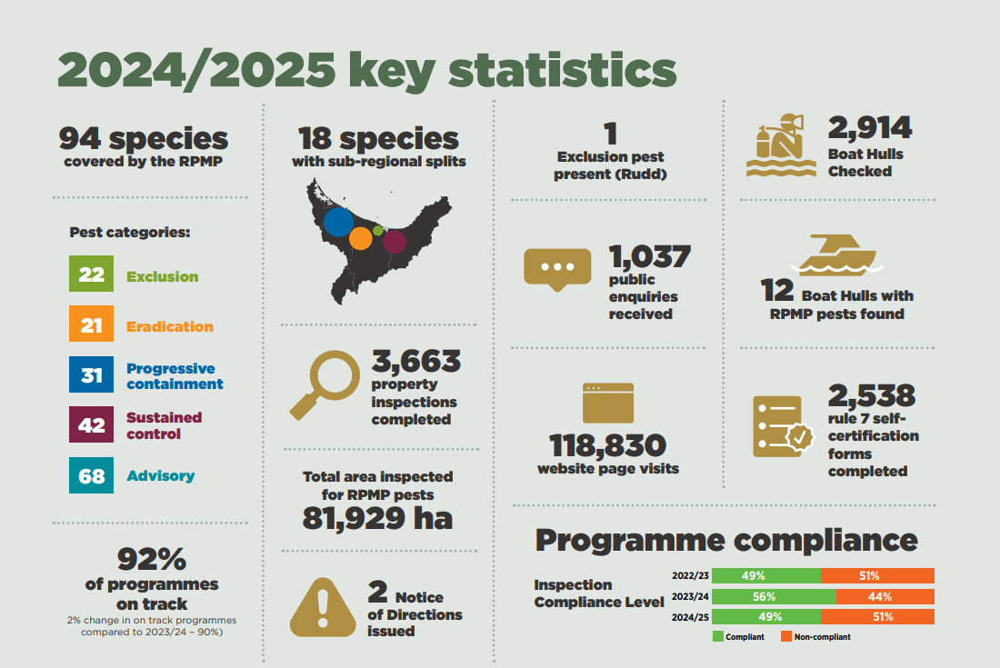 2024/2025 key statistics
94 species
covered by the RPMP
Pest categories:
22 Exclusion
21 Eradication
31 Progressive
containment
42 Sustained
control
68 Advisory
92%
of programmes
on track
2% change in on track programmes
compared to 2023/24 – 90%)
18 species
with sub-regional splits
3,663
property
inspections
completed
Total area inspected
for RPMP pests
81,929 ha
2 Notice
of Directions
issued
1
Exclusion pest
present (Rudd)
1,037
public
enquiries
received
118,830
website page visits
2,914
Boat Hulls
Checked
12 Boat Hulls with
RPMP pests found
2,538
rule 7 self-
certification
forms
completed
Programme compliance
Inspection
Compliance Level
2022/23 49% 51%
2023/24 56% 44%
2024/25 49% 51%
Compliant Non-compliant